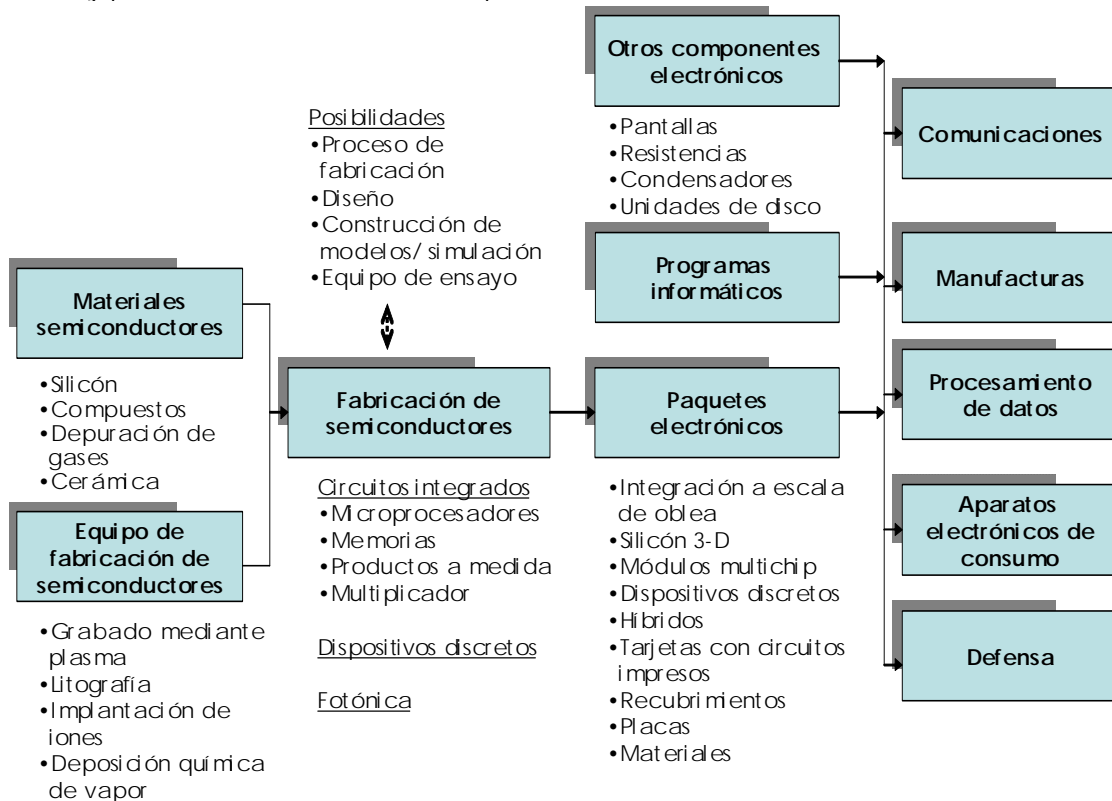 Posibilidades
•Proceso de
fabricación
•Diseño
•Construcción de
modelos/ simulación
•Equipo de ensayo
Materiales
semiconductores
•Silicón
•Compuestos
•Depuración de
gases
•Cerámica
Equipo de
fabricación de
semiconductores
•Grabado mediante
plasma
•Litografía
•Implantación de
iones
•Deposición química
de vapor
Fabricación de
semiconductores
Circuitos integrados
•Microprocesadores
•Memorias
•Productos a medida
•Multiplicador
Dispositivos discretos
Fotónica
Otros componentes
electrónicos
•Pantallas
•Resistencias
•Condensadores
•Unidades de disco
Programas
informáticos
Paquetes
electrónicos
•Integración a escala
de oblea
•Silicón 3-D
•Módulos multichip
•Dispositivos discretos
•Híbridos
•Tarjetas con circuitos
impresos
•Recubrimientos
•Placas
•Materiales
Comunicaciones
Manufacturas
Procesamiento
de datos
Aparatos
electrónicos de
consumo
Defensa